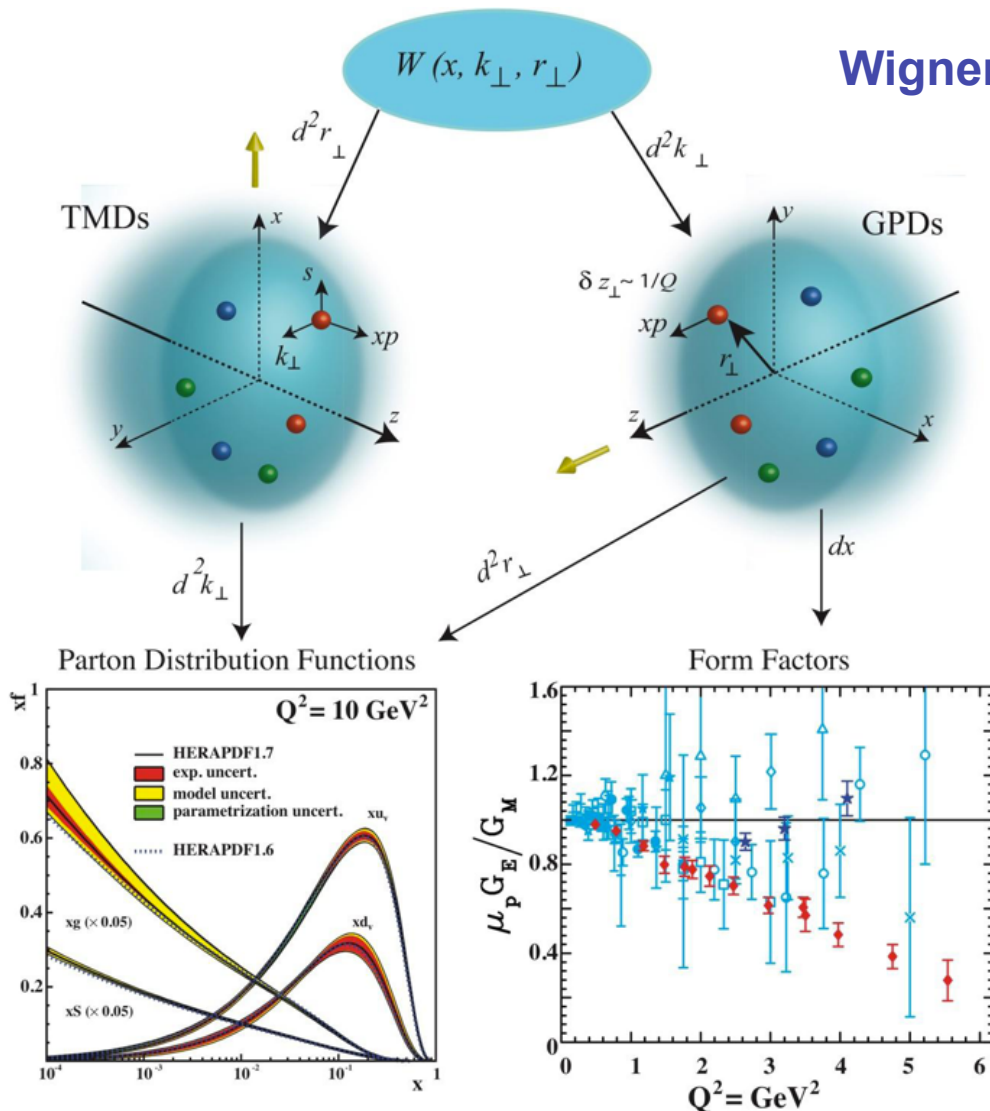 W (x, k⊥, r⊥)
Wigner
d²r⊥
d²k⊥
TMDs
GPDs
x
s
k⊥
xp
y
z
y
δ z⊥~ 1/Q
xp
r⊥
z
x
d²k⊥
d²r⊥
dx
Parton Distribution Functions
Form Factors
xf
1
0.8
0.6
0.4
0.2
Q²= 10 GeV²
HERAPDF1.7
exp. uncert.
model uncert.
parametrization uncert.
HERAPDF1.6
xuᵥ
xdᵥ
xg (× 0.05)
xS (× 0.05)
10⁻⁴
10⁻³
10⁻²
10⁻¹
1
x
μₚG_E/G_M
1.6
1.2
0.8
0.4
0
0
1
2
3
4
5
6
Q²= GeV²